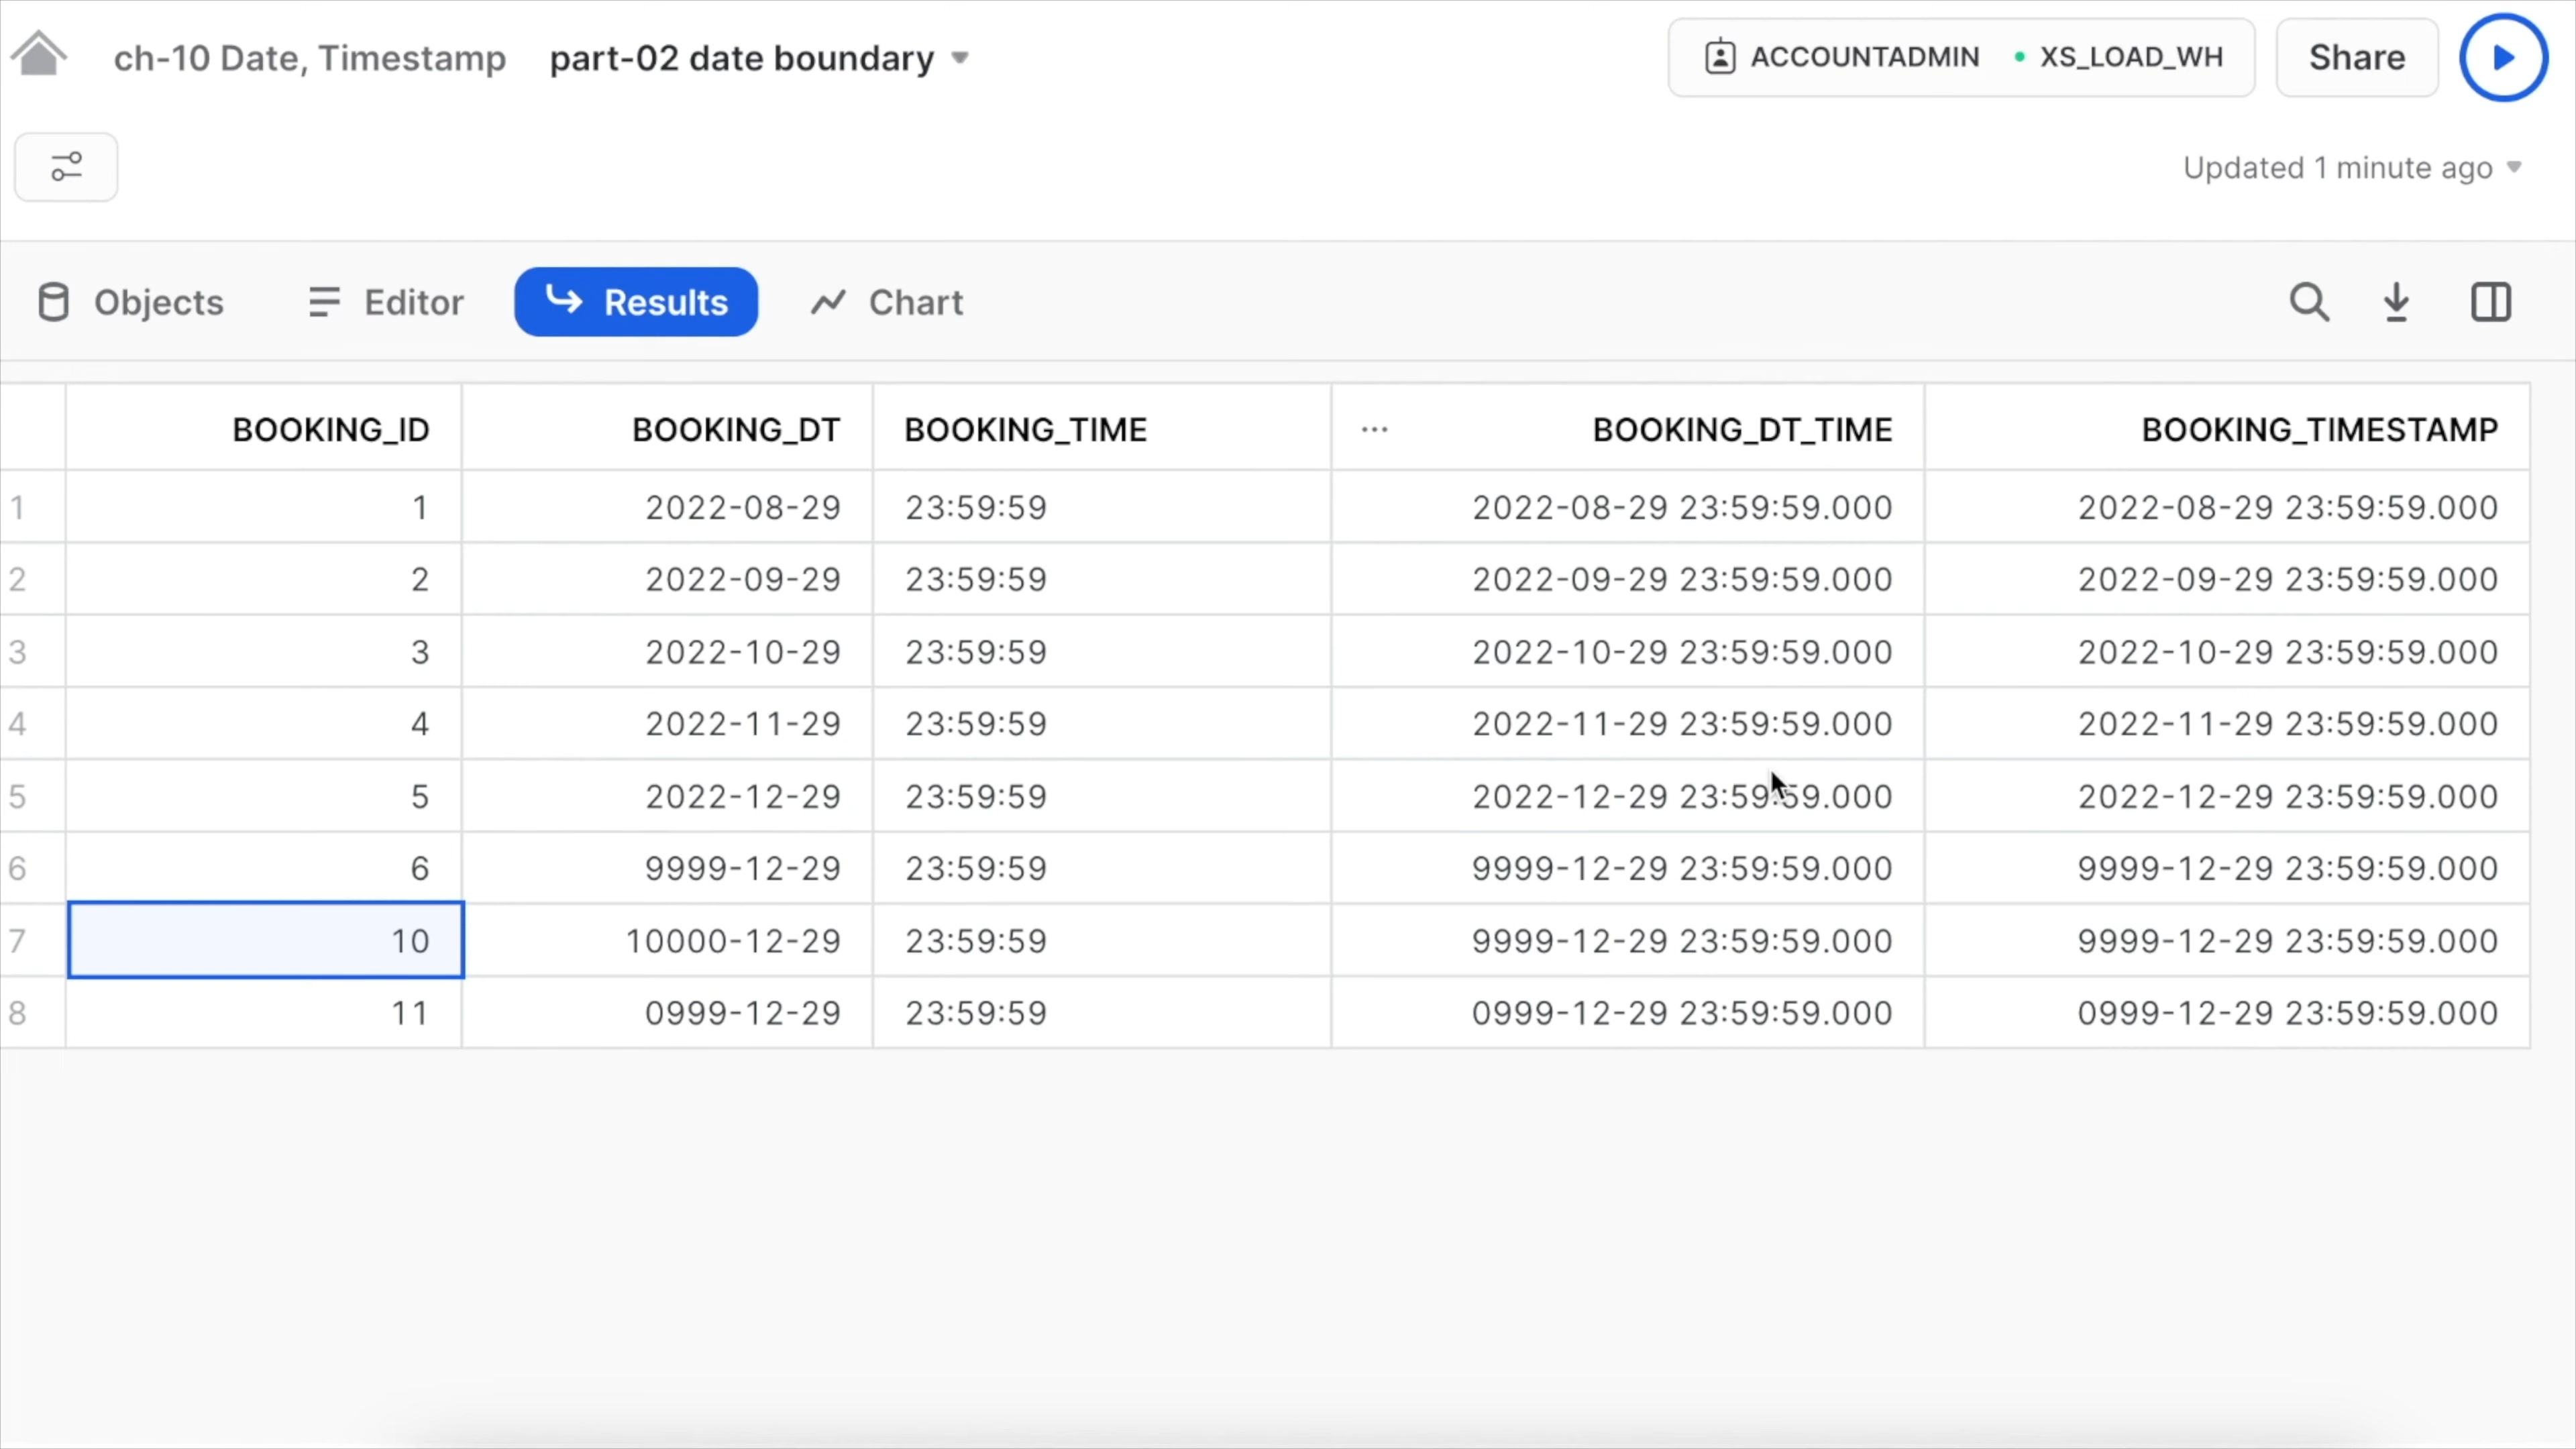 ch-10 Date, Timestamp part-02 date boundary ACCOUNTADMIN XS_LOAD_WH Share
Updated 1 minute ago
Objects Editor Results Chart
BOOKING_ID BOOKING_DT BOOKING_TIME ... BOOKING_DT_TIME BOOKING_TIMESTAMP
1 1 2022-08-29 23:59:59 2022-08-29 23:59:59.000 2022-08-29 23:59:59.000
2 2 2022-09-29 23:59:59 2022-09-29 23:59:59.000 2022-09-29 23:59:59.000
3 3 2022-10-29 23:59:59 2022-10-29 23:59:59.000 2022-10-29 23:59:59.000
4 4 2022-11-29 23:59:59 2022-11-29 23:59:59.000 2022-11-29 23:59:59.000
5 5 2022-12-29 23:59:59 2022-12-29 23:59:59.000 2022-12-29 23:59:59.000
6 6 9999-12-29 23:59:59 9999-12-29 23:59:59.000 9999-12-29 23:59:59.000
7 10 10000-12-29 23:59:59 9999-12-29 23:59:59.000 9999-12-29 23:59:59.000
8 11 0999-12-29 23:59:59 0999-12-29 23:59:59.000 0999-12-29 23:59:59.000